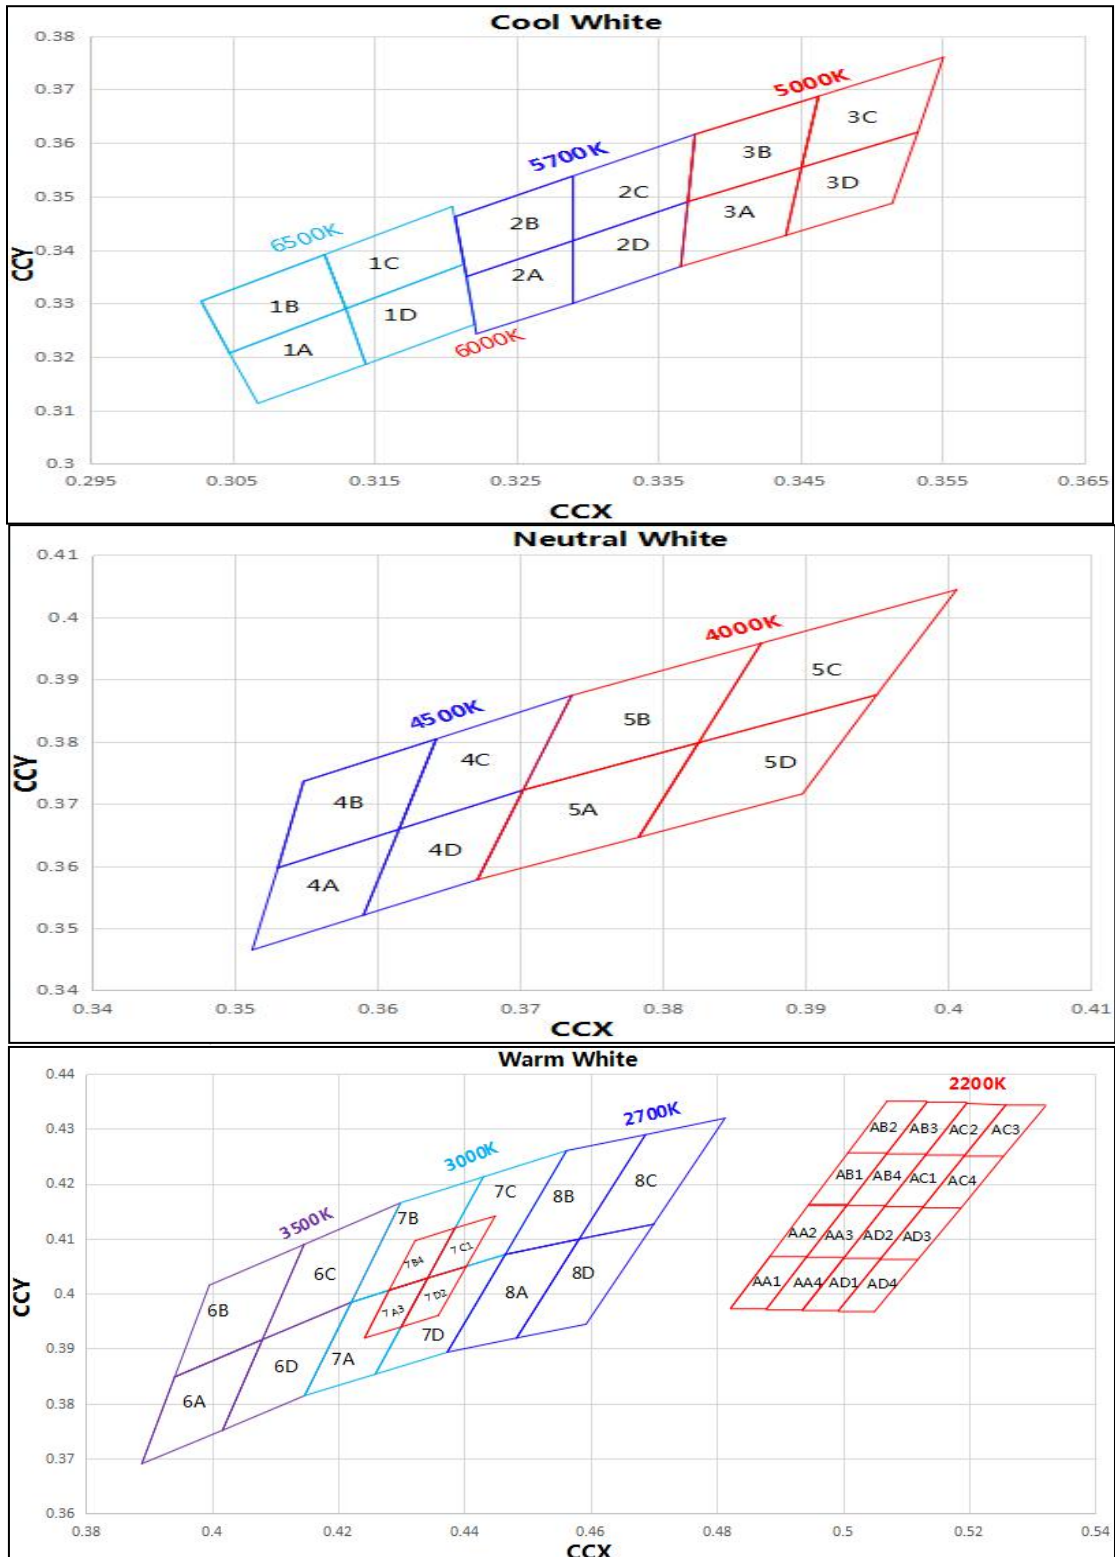 Cool White
0.38
0.37
0.36
0.35
0.34
0.33
0.32
0.31
0.3
CCY
6500K
5700K
5000K
6000K
3C
3B
3D
3A
2C
2B
2D
2A
1C
1B
1D
1A
0.295 0.305 0.315 0.325 0.335 0.345 0.355 0.365
CCX
Neutral White
0.41
0.4
0.39
0.38
0.37
0.36
0.35
0.34
CCY
4500K
4000K
5C
5B
5D
5A
4C
4B
4D
4A
0.34 0.35 0.36 0.37 0.38 0.39 0.4 0.41
CCX
Warm White
0.44
0.43
0.42
0.41
0.4
0.39
0.38
0.37
0.36
CCY
3500K
3000K
2700K
2200K
AB2 AB3 AC2 AC3
AB1 AB4 AC1 AC4
AA2 AA3 AD2 AD3
AA1 AA4 AD1 AD4
8C
8B
8D
8A
7C
7B
7 C1
7 B4
7 D2
7 A3
7D
7A
6C
6B
6D
6A
0.38 0.4 0.42 0.44 0.46 0.48 0.5 0.52 0.54
CCX